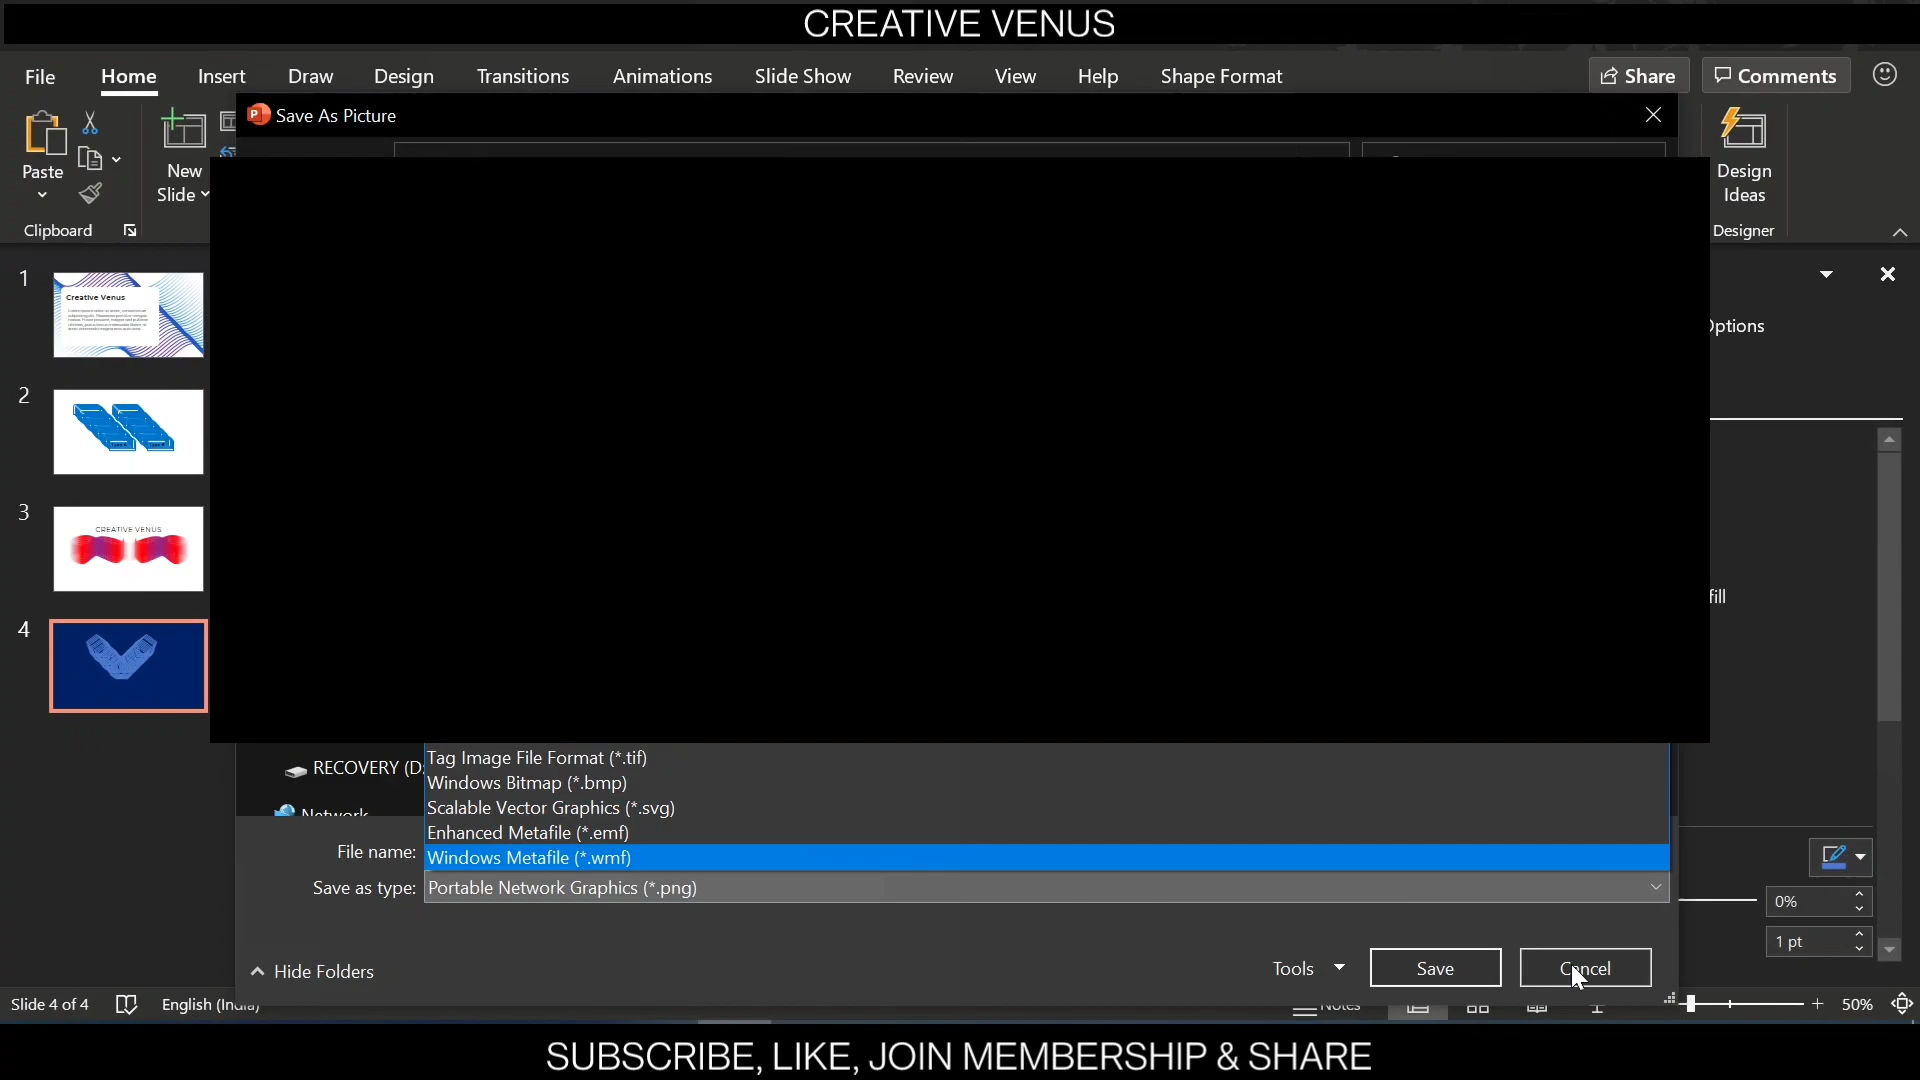 CREATIVE VENUS
File Home Insert Draw Design Transitions Animations Slide Show Review View Help Shape Format Share Comments
Save As Picture
Paste
New
Slide
Design
Ideas
Clipboard
Designer
1
Creative Venus
ptions
2
3
CREATIVE VENUS
fill
4
Tag Image File Format (*.tif)
RECOVERY (D:
Windows Bitmap (*.bmp)
Scalable Vector Graphics (*.svg)
Network
Enhanced Metafile (*.emf)
File name:
Windows Metafile (*.wmf)
Save as type: Portable Network Graphics (*.png)
0%
1 pt
Hide Folders
Tools Save Cancel
Slide 4 of 4 English (India) Notes 50%
SUBSCRIBE, LIKE, JOIN MEMBERSHIP & SHARE